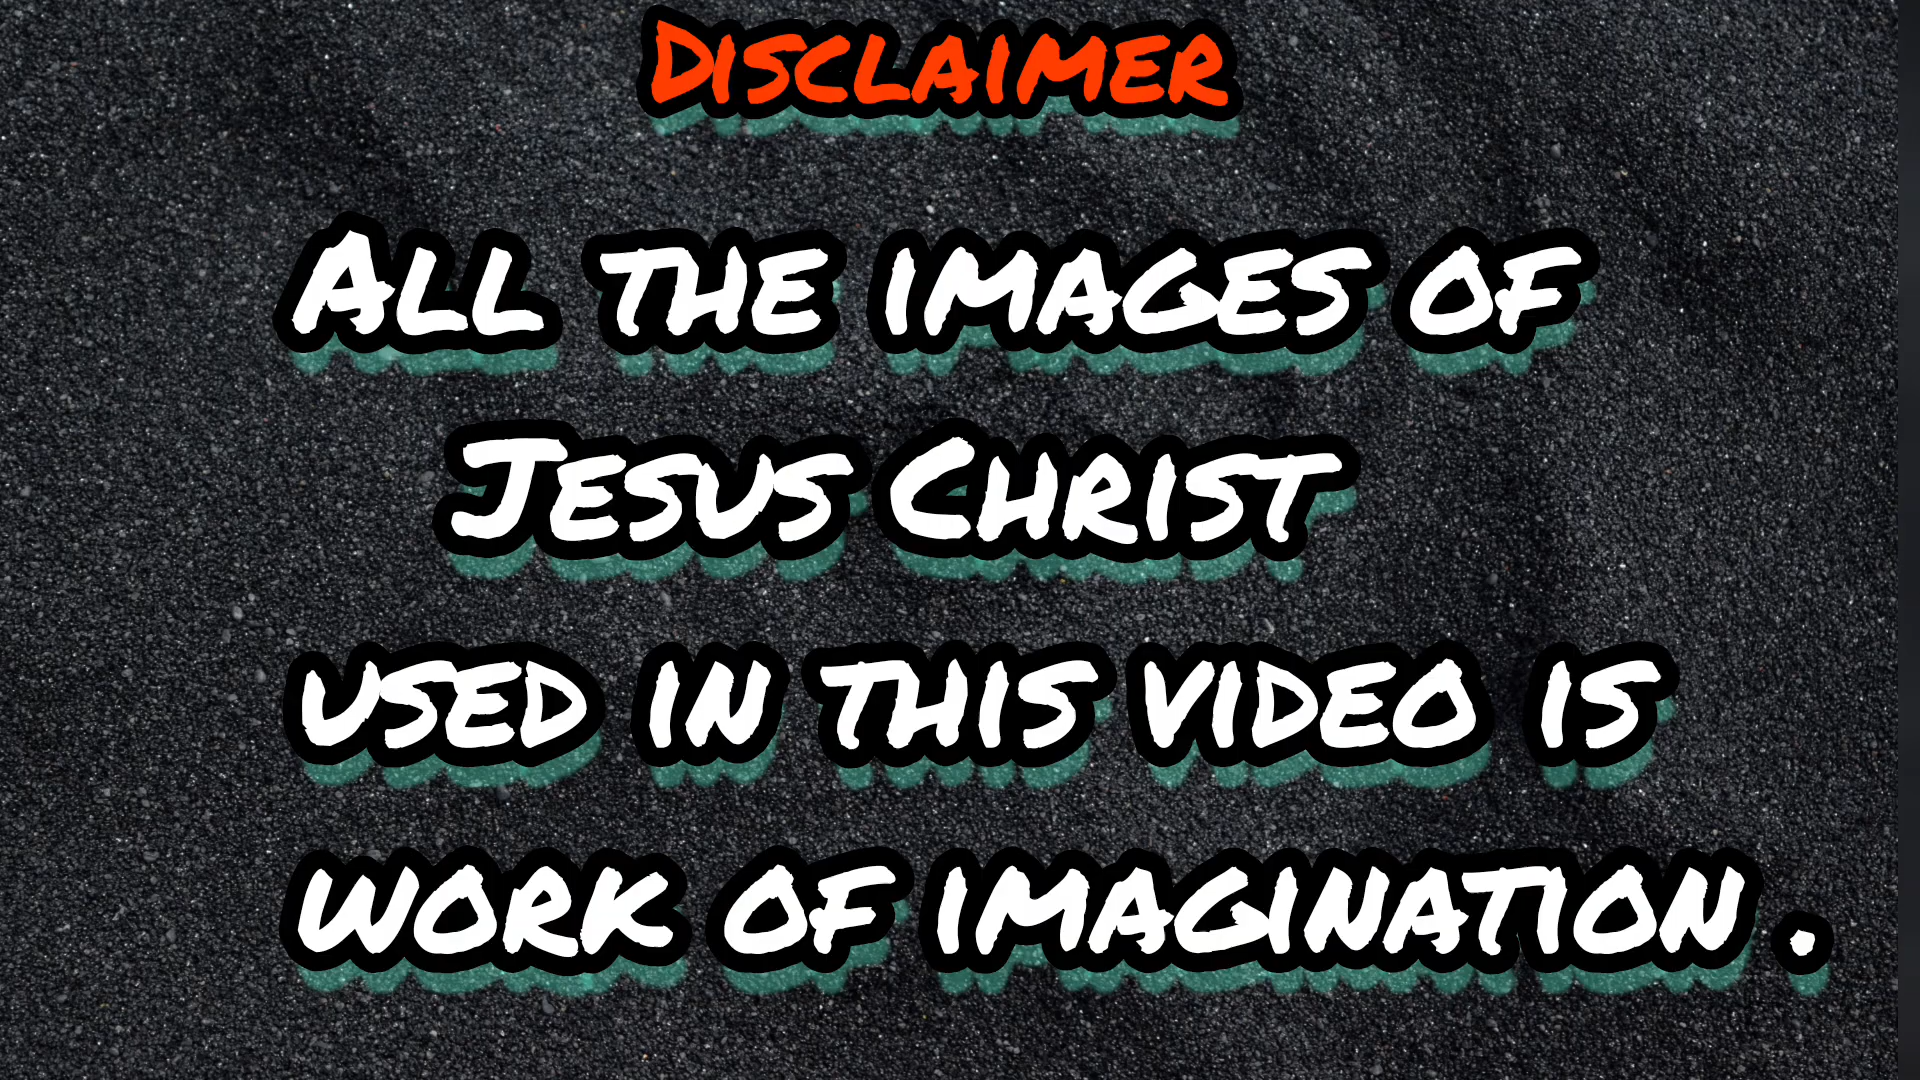 Disclaimer
All the images of
Jesus Christ
used in this video is
work of imagination .